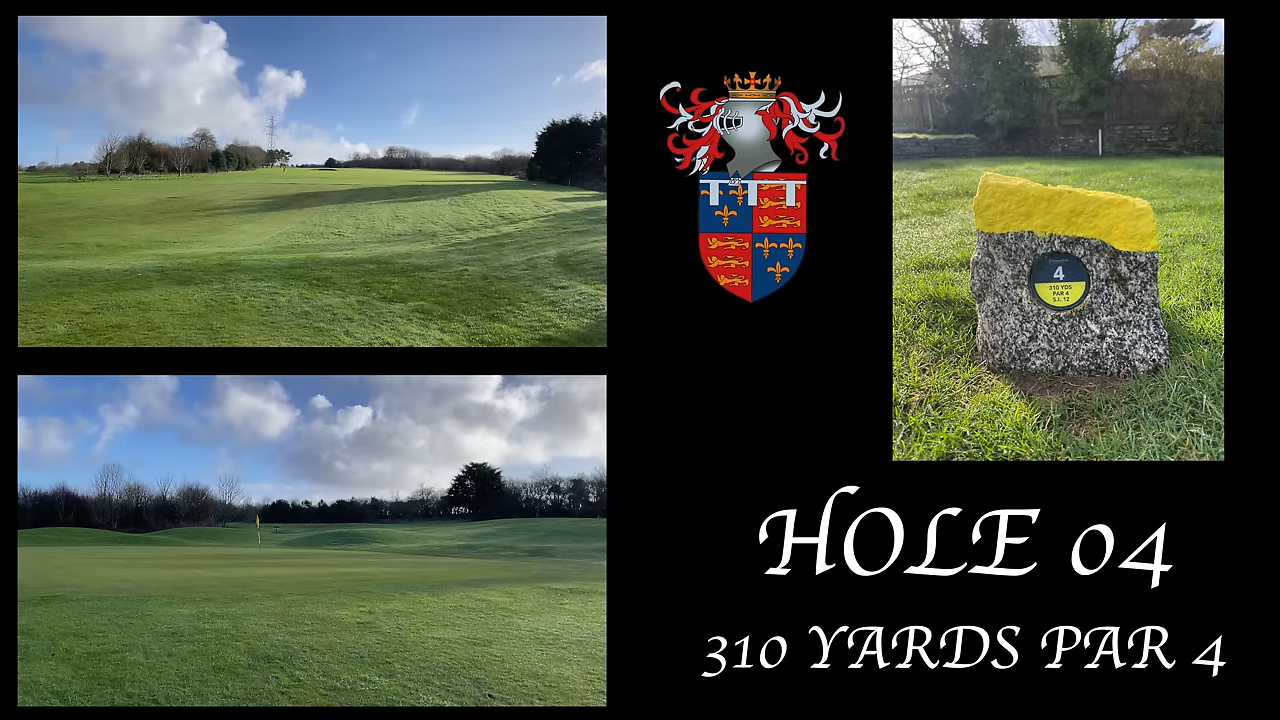 4
310 YDS
PAR 4
S.I. 12
HOLE 04
310 YARDS PAR 4